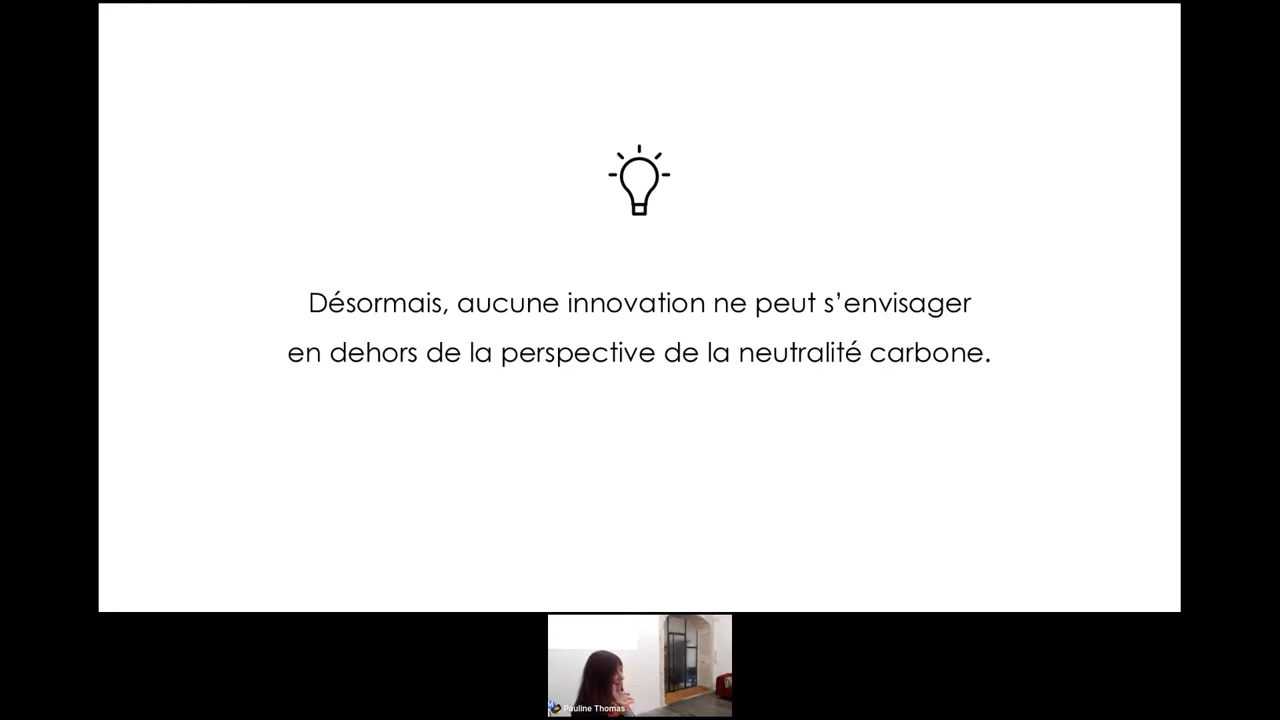 Désormais, aucune innovation ne peut s’envisager
en dehors de la perspective de la neutralité carbone.
Pauline Thomas